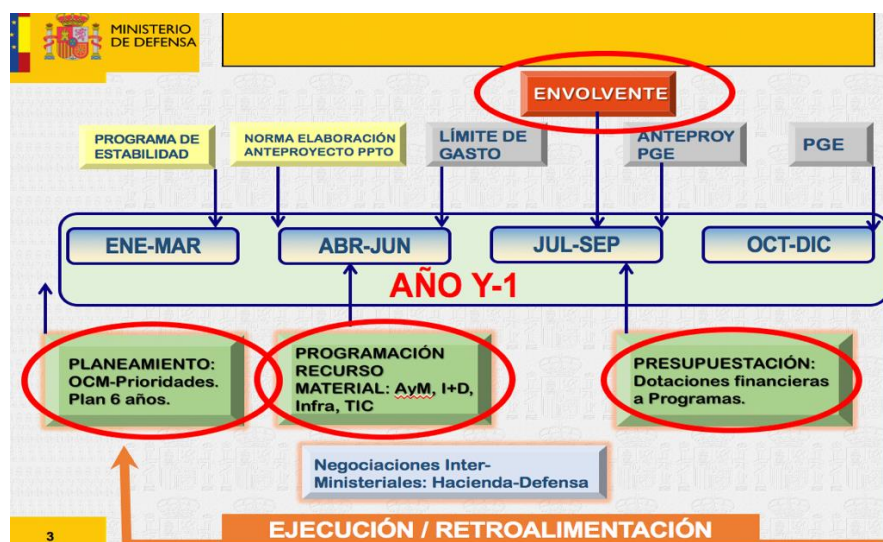 MINISTERIO
DE DEFENSA
ENVOLVENTE
PROGRAMA DE
ESTABILIDAD
NORMA ELABORACIÓN
ANTEPROYECTO PPTO
LÍMITE DE
GASTO
ANTEPROY
PGE
PGE
ENE-MAR
ABR-JUN
JUL-SEP
OCT-DIC
AÑO Y-1
PLANEAMIENTO:
OCM-Prioridades.
Plan 6 años.
PROGRAMACIÓN
RECURSO
MATERIAL: AyM, I+D,
Infra, TIC
PRESUPUESTACIÓN:
Dotaciones financieras
a Programas.
Negociaciones Inter-
Ministeriales: Hacienda-Defensa
EJECUCIÓN / RETROALIMENTACIÓN
3